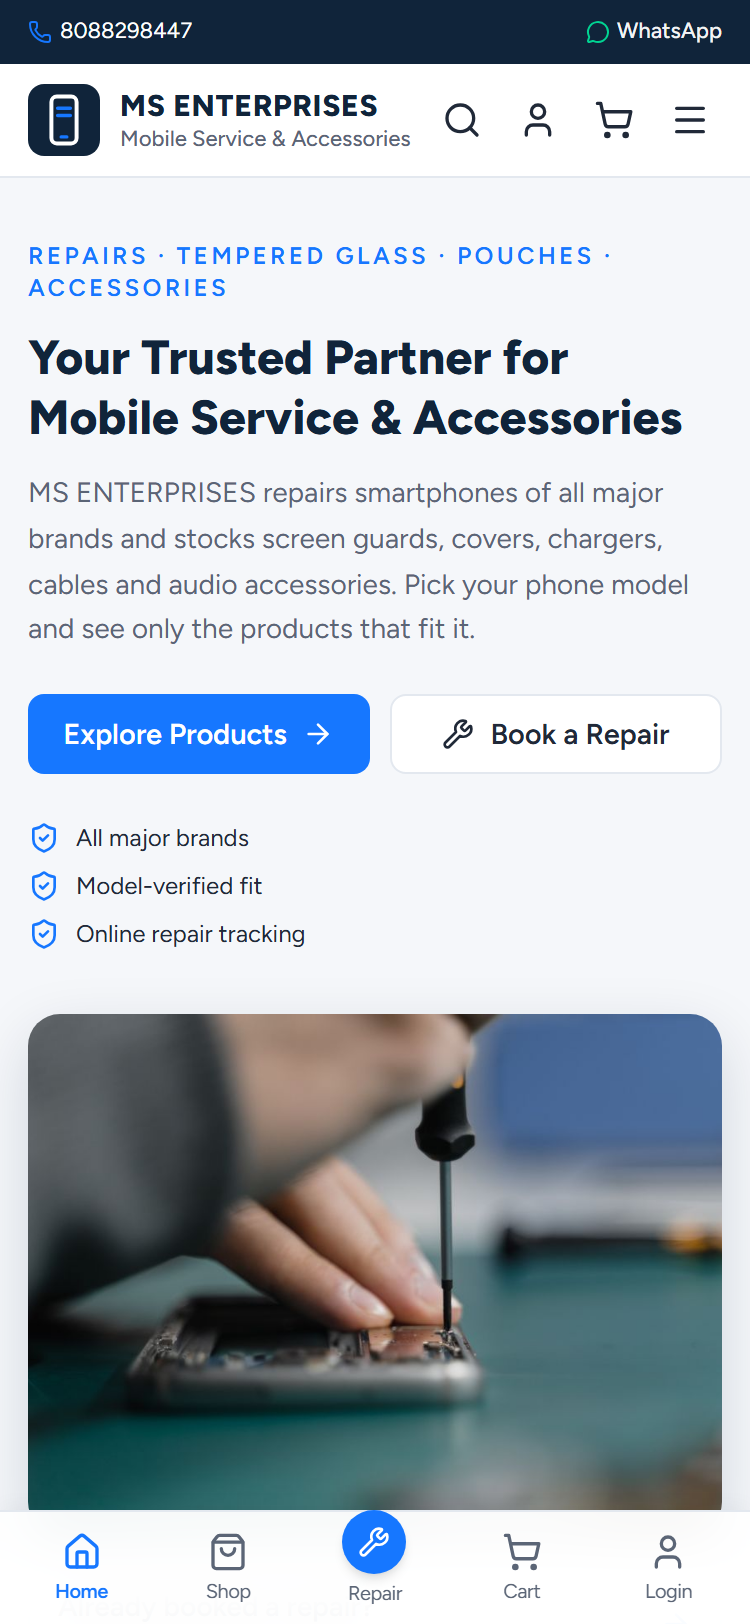 8088298447
WhatsApp
MS ENTERPRISES
Mobile Service & Accessories
REPAIRS · TEMPERED GLASS · POUCHES ·
ACCESSORIES
Your Trusted Partner for
Mobile Service & Accessories
MS ENTERPRISES repairs smartphones of all major
brands and stocks screen guards, covers, chargers,
cables and audio accessories. Pick your phone model
and see only the products that fit it.
Explore Products
Book a Repair
All major brands
Model-verified fit
Online repair tracking
Already booked a repair?
Home
Shop
Repair
Cart
Login